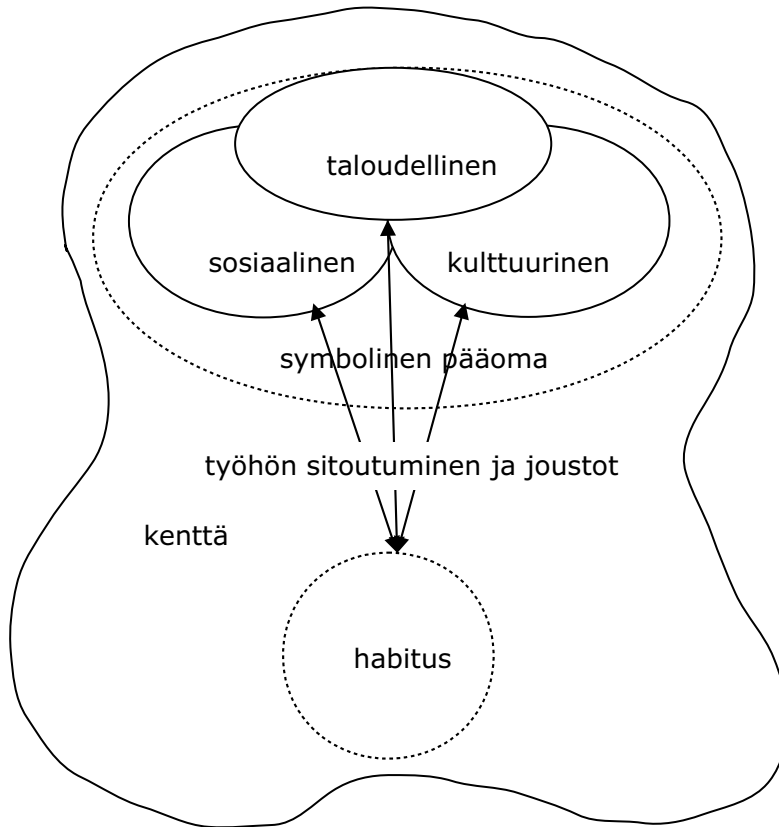 taloudellinen
sosiaalinen
kulttuurinen
symbolinen pääoma
työhön sitoutuminen ja joustot
kenttä
habitus